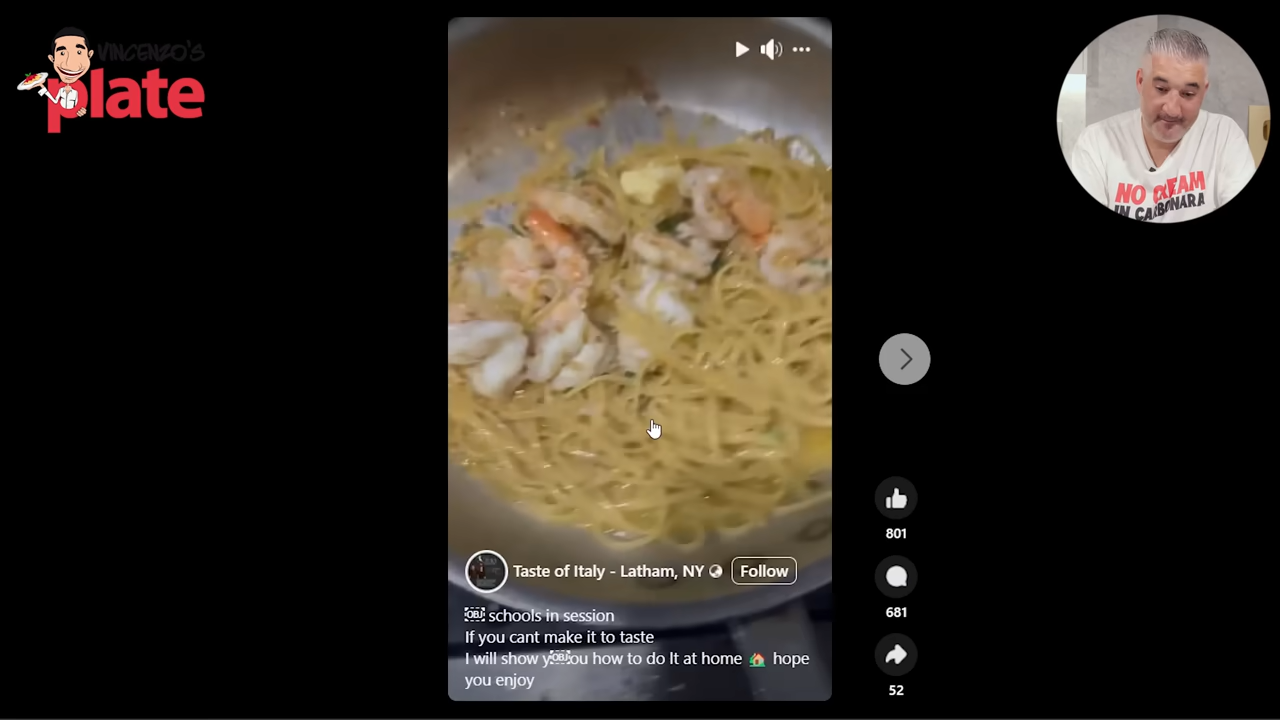 VINCENZO'S
plate
NO CREAM
IN CARBONARA
Taste of Italy - Latham, NY
Follow
schools in session
If you cant make it to taste
I will show you how to do It at home 🏠 hope
you enjoy
801
681
52